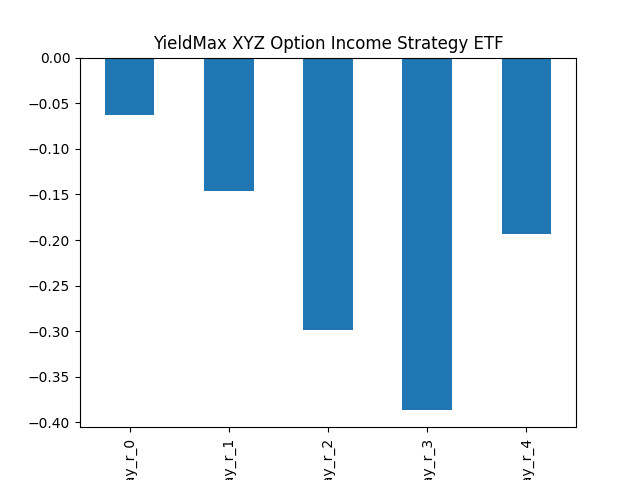 YieldMax XYZ Option Income Strategy ETF
0.00
−0.05
−0.10
−0.15
−0.20
−0.25
−0.30
−0.35
−0.40
ay_r_0
ay_r_1
ay_r_2
ay_r_3
ay_r_4